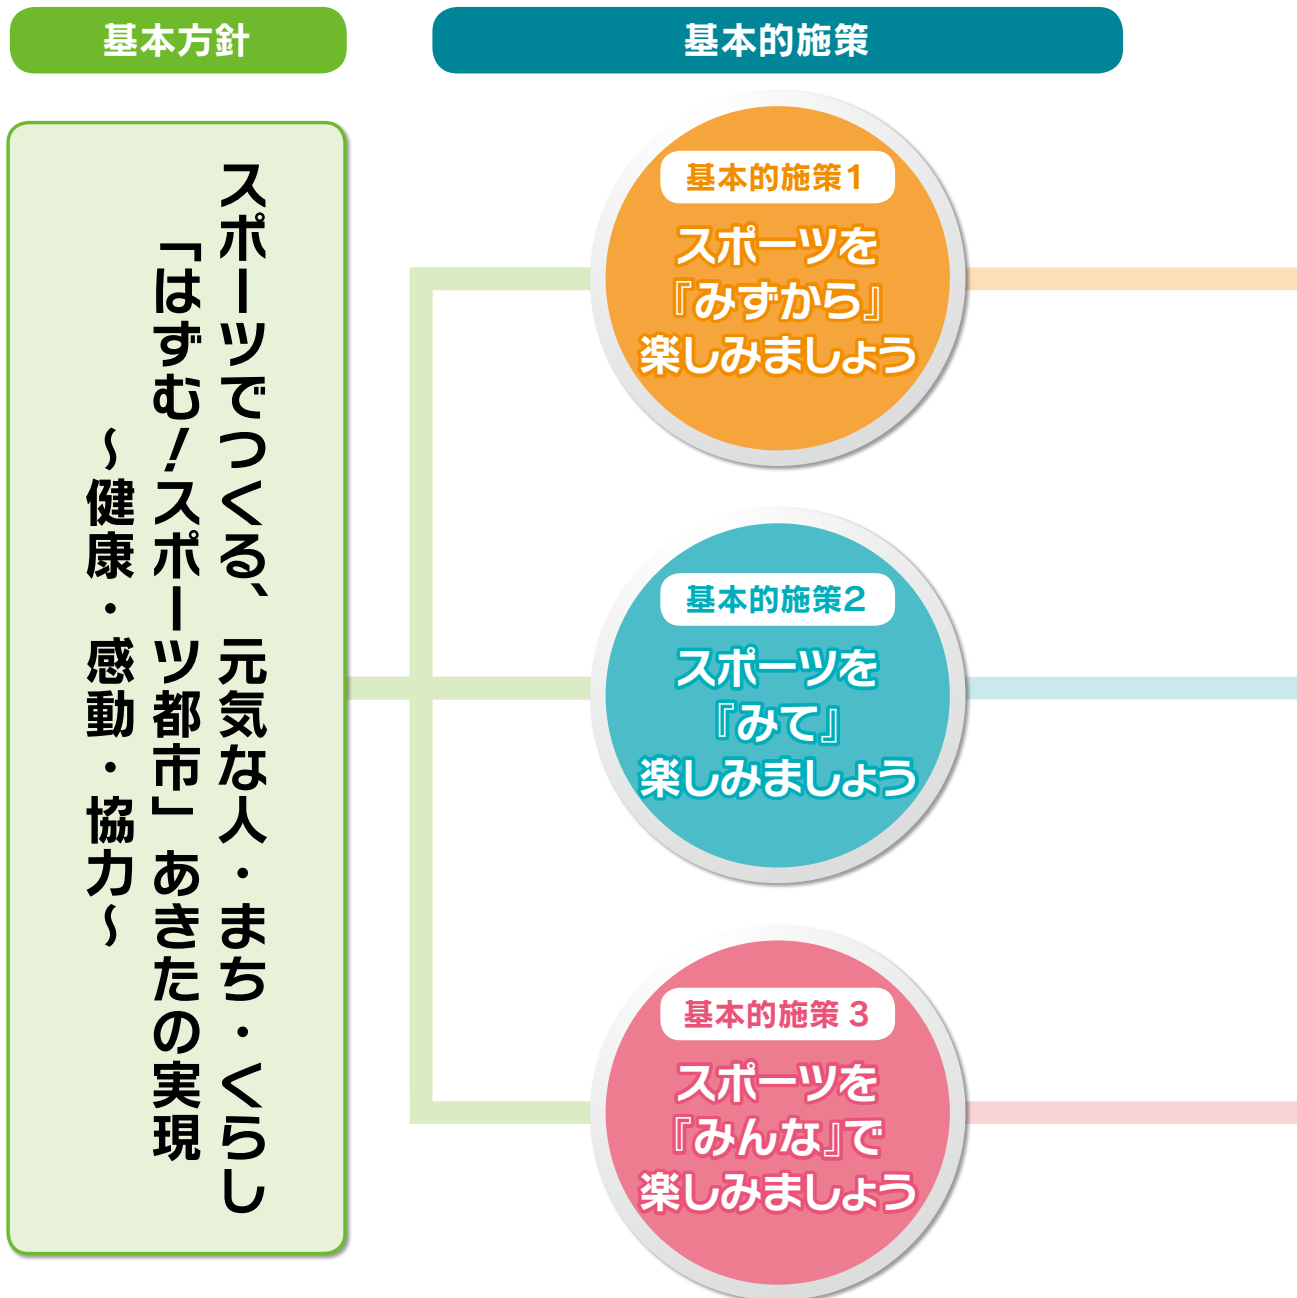 基本方針
スポーツでつくる、元気な人・まち・くらし
「はずむ！スポーツ都市」あきたの実現
～健康・感動・協力～
基本的施策
基本的施策1
スポーツを
『みずから』
楽しみましょう
基本的施策2
スポーツを
『みて』
楽しみましょう
基本的施策 3
スポーツを
『みんな』で
楽しみましょう